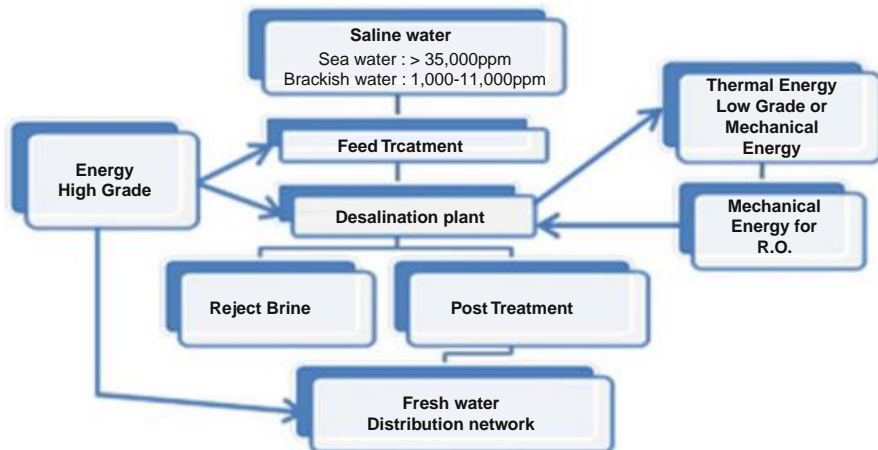 Saline water
Sea water : > 35,000ppm
Brackish water : 1,000-11,000ppm
Thermal Energy
Low Grade or
Mechanical
Energy
Feed Trcatment
Energy
High Grade
Desalination plant
Mechanical
Energy for
R.O.
Reject Brine
Post Treatment
Fresh water
Distribution network